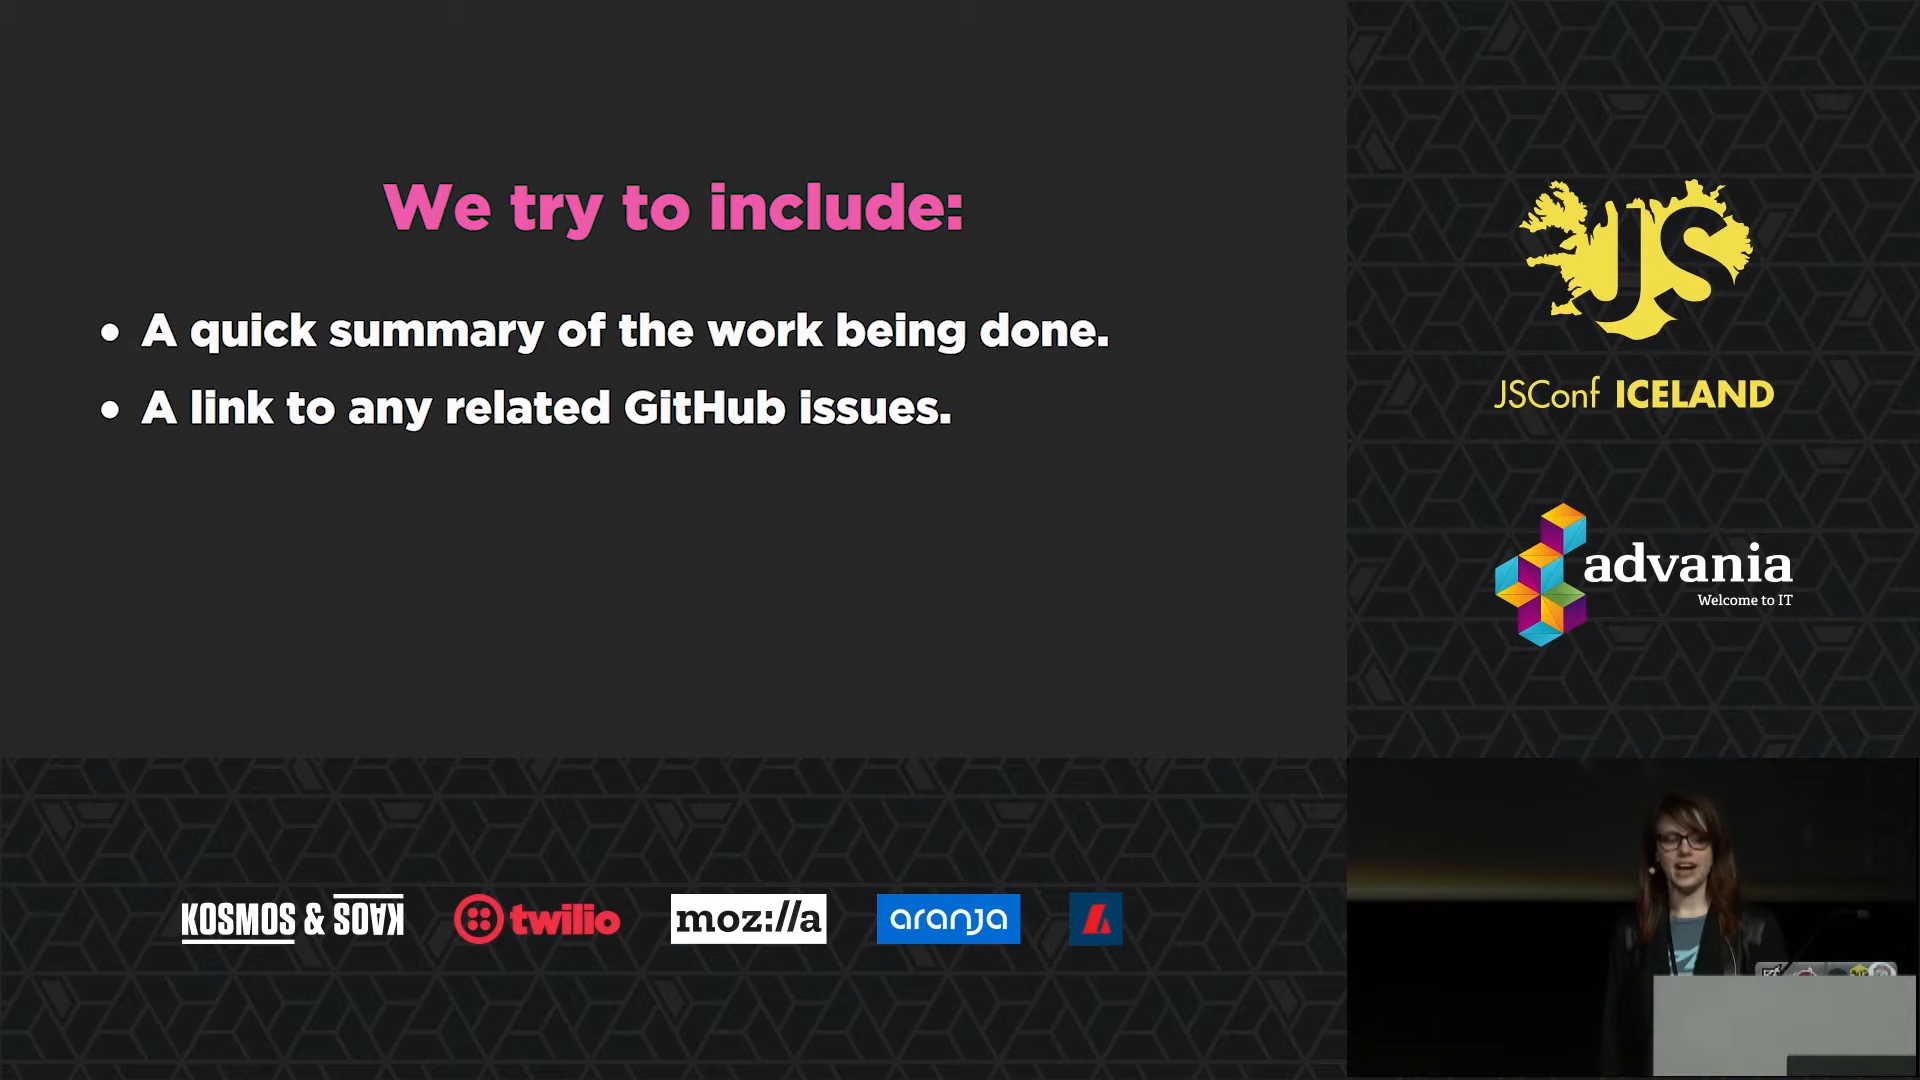 We try to include:
• A quick summary of the work being done.
• A link to any related GitHub issues.
JS
JSConf ICELAND
advania
Welcome to IT
KOSMOS & KAOS
twilio
moz://a
aranja